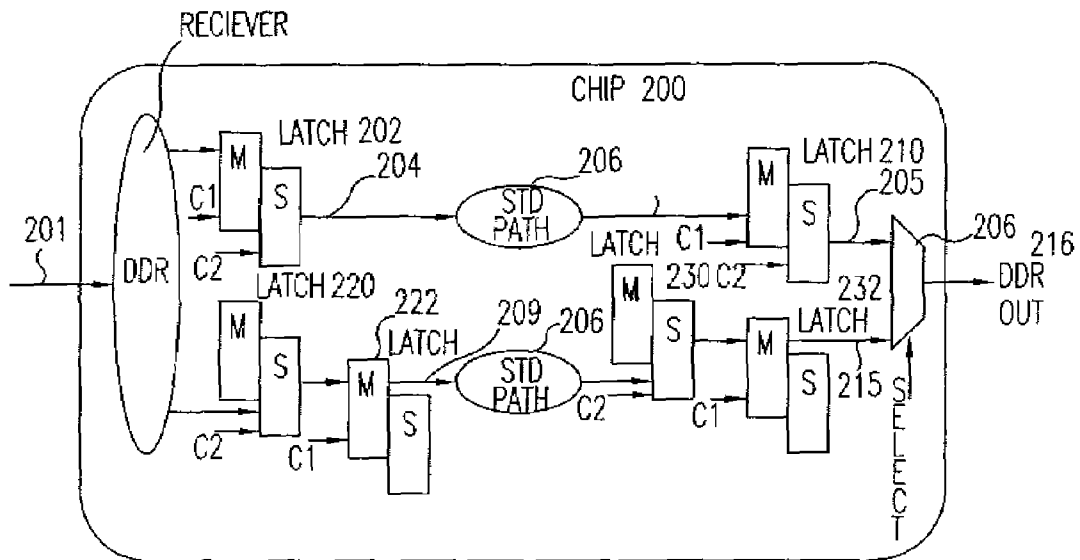 RECIEVER
CHIP 200
LATCH 202
204
206
LATCH 210
205
206
216
M
S
C1
C2
STD
PATH
M
S
C1
C2
DDR
OUT
201
DDR
LATCH 220
222
LATCH
209
206
LATCH
230
232
LATCH
215
M
S
C2
M
S
C1
STD
PATH
M
S
C2
M
S
C1
SELECT